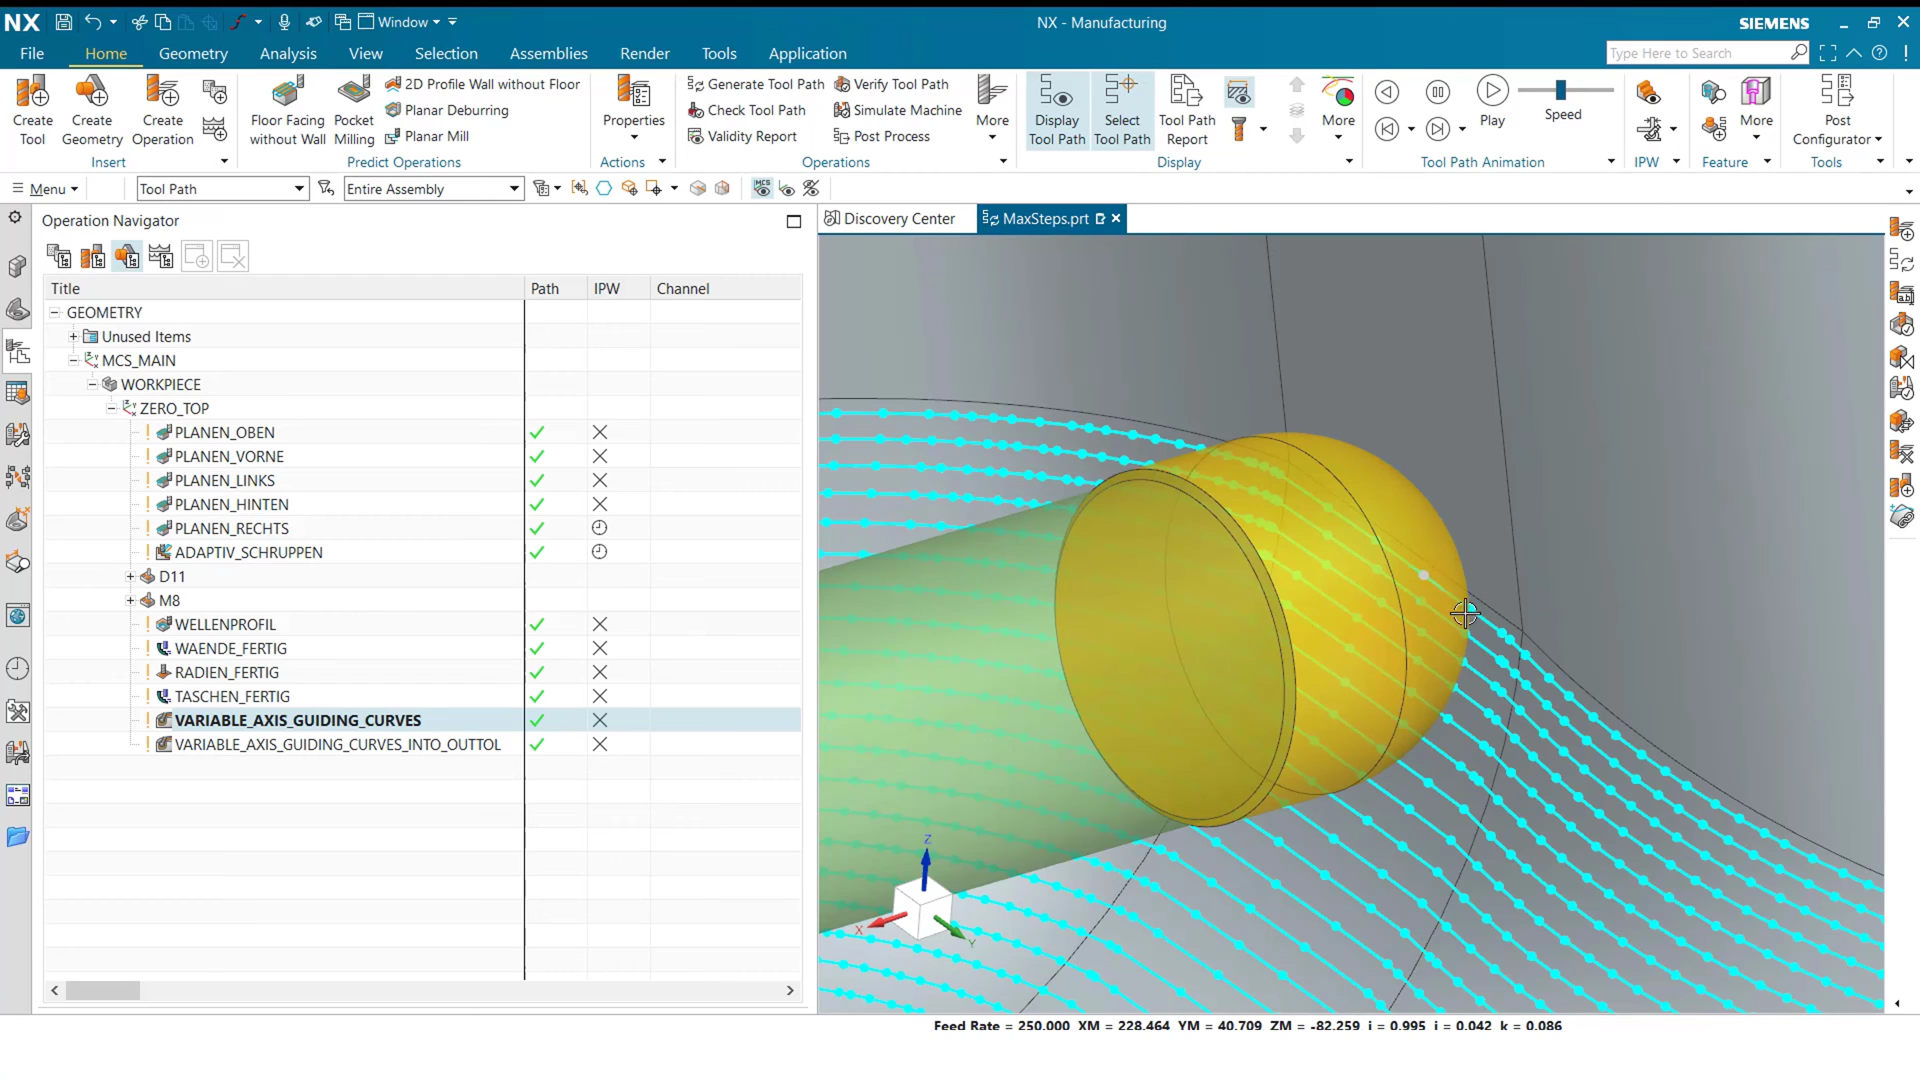 NX
Window
NX - Manufacturing
SIEMENS
File
Home
Geometry
Analysis
View
Selection
Assemblies
Render
Tools
Application
Type Here to Search
Create Tool
Create Geometry
Create Operation
Insert
Floor Facing without Wall
Pocket Milling
2D Profile Wall without Floor
Planar Deburring
Planar Mill
Predict Operations
Properties
Actions
Generate Tool Path
Check Tool Path
Validity Report
Verify Tool Path
Simulate Machine
Post Process
More
Operations
Display Tool Path
Select Tool Path
Tool Path Report
More
Display
Play
Speed
Tool Path Animation
IPW
More
Feature
Post Configurator
Tools
Menu
Tool Path
Entire Assembly
MCS
Operation Navigator
Discovery Center
MaxSteps.prt
Title
Path
IPW
Channel
GEOMETRY
Unused Items
MCS_MAIN
WORKPIECE
ZERO_TOP
PLANEN_OBEN
PLANEN_VORNE
PLANEN_LINKS
PLANEN_HINTEN
PLANEN_RECHTS
ADAPTIV_SCHRUPPEN
D11
M8
WELLENPROFIL
WAENDE_FERTIG
RADIEN_FERTIG
TASCHEN_FERTIG
VARIABLE_AXIS_GUIDING_CURVES
VARIABLE_AXIS_GUIDING_CURVES_INTO_OUTTOL
Z
X
Y
Feed Rate = 250.000 XM = 228.464 YM = 40.709 ZM = -82.259 i = 0.995 j = 0.042 k = 0.086